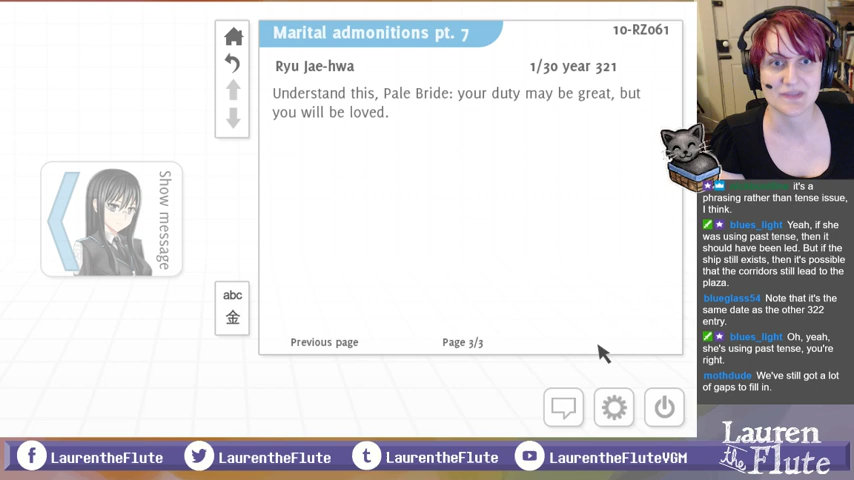 Marital admonitions pt. 7
10-RZ061
Ryu Jae-hwa
1/30 year 321
Understand this, Pale Bride: your duty may be great, but
you will be loved.
Show message
abc
金
Previous page
Page 3/3
it's a
phrasing rather than tense issue,
I think.
blues_light Yeah, if she
was using past tense, then it
should have been led. But if the
ship still exists, then it's possible
that the corridors still lead to the
plaza.
blueglass54 Note that it's the
same date as the other 322
entry.
blues_light Oh, yeah,
she's using past tense, you're
right.
mothdude We've still got a lot
of gaps to fill in.
Lauren
the Flute
LaurentheFlute
LaurentheFlute
LaurentheFlute
LaurentheFluteVGM